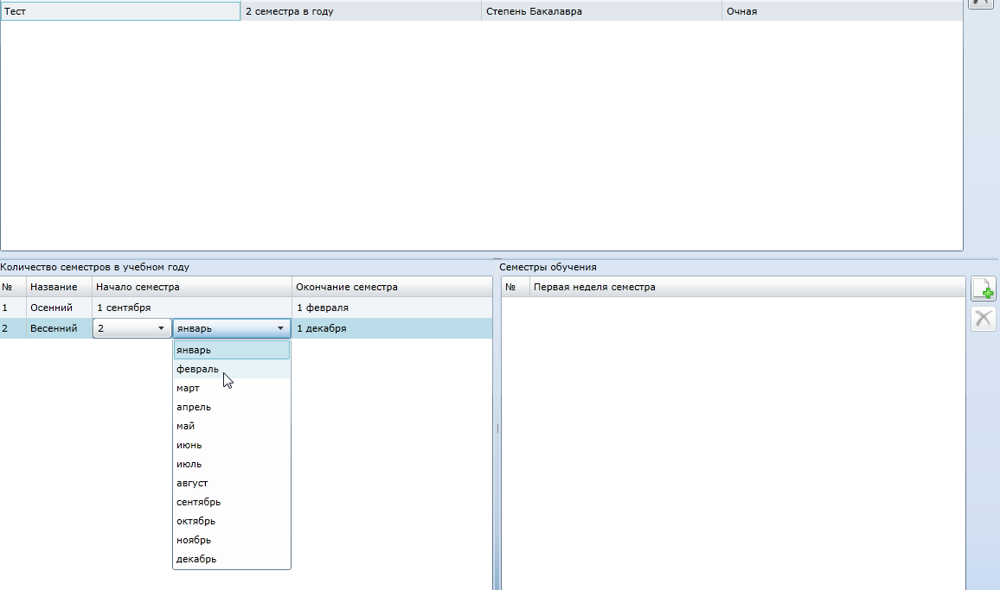 Тест 2 семестра в году Степень Бакалавра Очная
Количество семестров в учебном году
№ Название Начало семестра Окончание семестра
1 Осенний 1 сентября 1 февраля
2 Весенний 2 январь 1 декабря
январь
февраль
март
апрель
май
июнь
июль
август
сентябрь
октябрь
ноябрь
декабрь
Семестры обучения
№ Первая неделя семестра